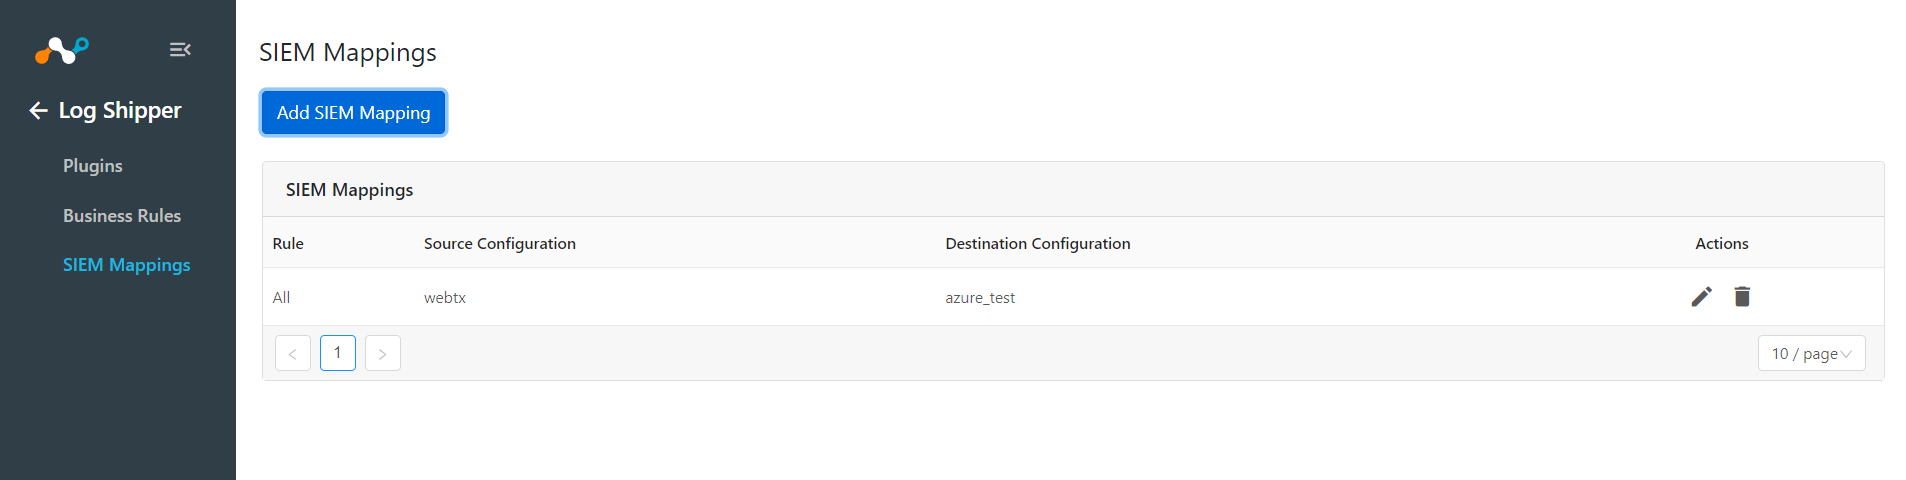 Log Shipper
Plugins
Business Rules
SIEM Mappings
SIEM Mappings
Add SIEM Mapping
SIEM Mappings
Rule Source Configuration Destination Configuration Actions
All webtx azure_test
< 1 > 10 / page